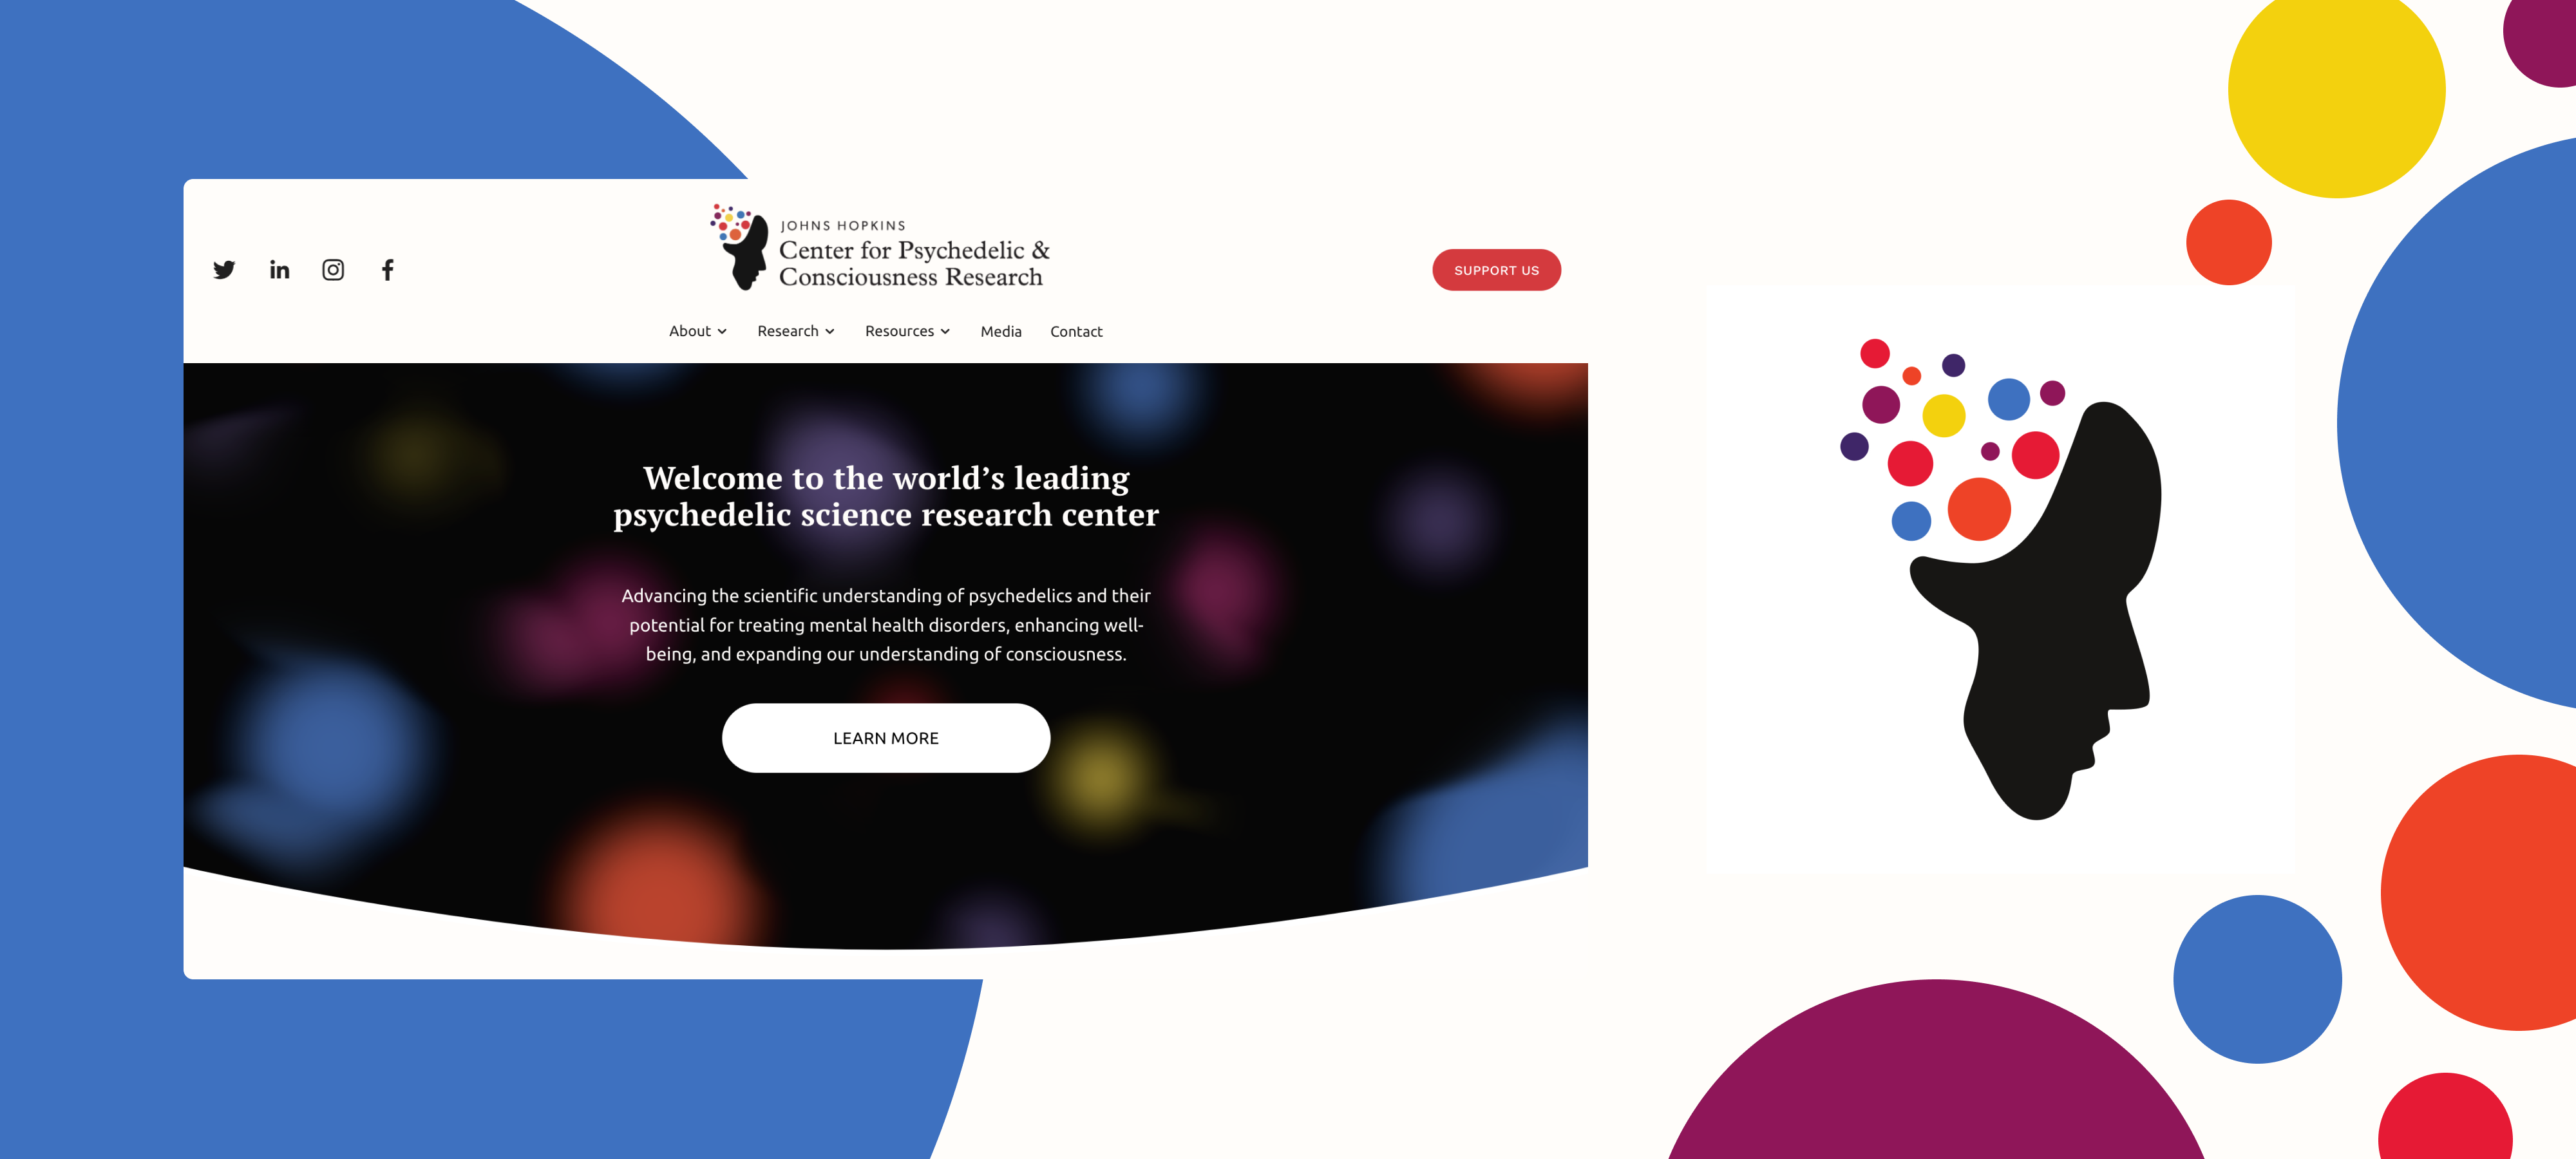 JOHNS HOPKINS
Center for Psychedelic &
Consciousness Research
SUPPORT US
About
Research
Resources
Media
Contact
Welcome to the world’s leading
psychedelic science research center
Advancing the scientific understanding of psychedelics and their
potential for treating mental health disorders, enhancing well-
being, and expanding our understanding of consciousness.
LEARN MORE